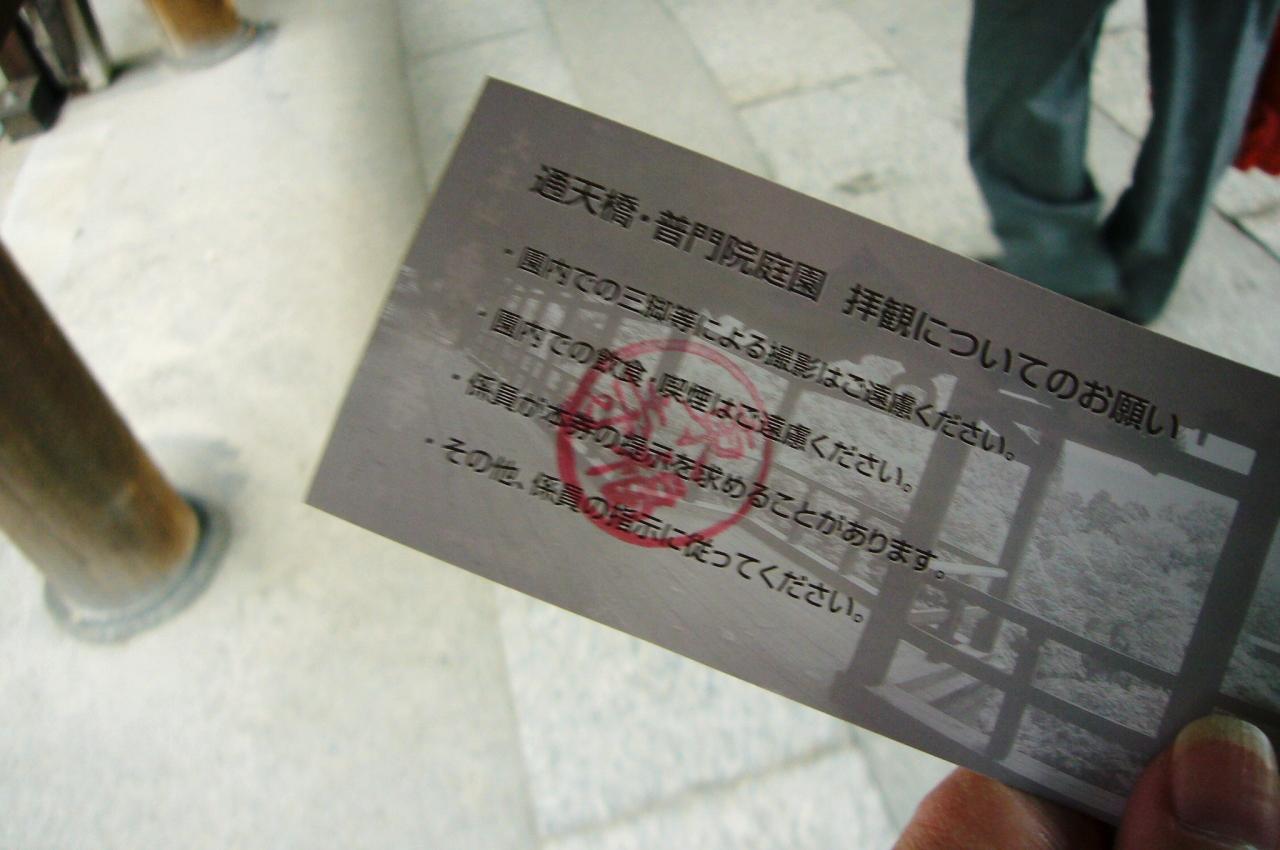 通天橋・普門院庭園 拝観についてのお願い
・園内での三脚等による撮影はご遠慮ください。
・園内での飲食・喫煙はご遠慮ください。
・係員が本券の提示を求めることがあります。
・その他、係員の指示に従ってください。